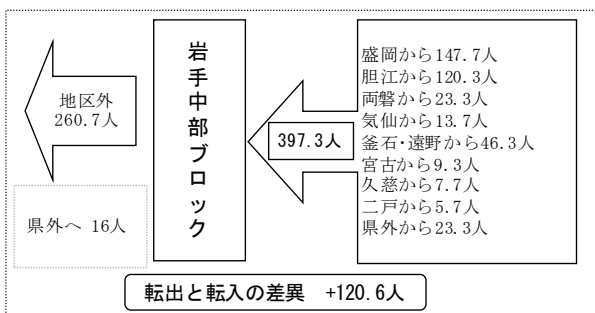 地区外
260.7人
県外へ 16人
岩手中部ブロック
397.3人
盛岡から147.7人
胆江から120.3人
両磐から23.3人
気仙から13.7人
釜石・遠野から46.3人
宮古から9.3人
久慈から7.7人
二戸から5.7人
県外から23.3人
転出と転入の差異 +120.6人